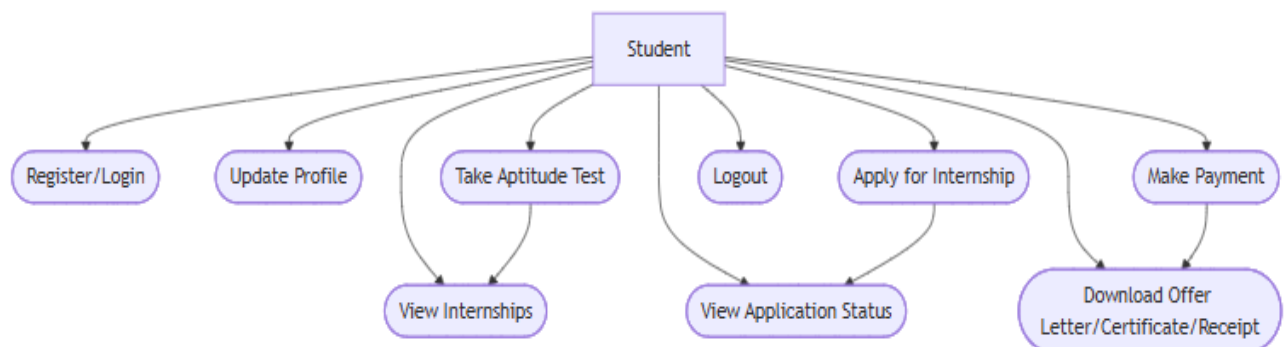 Student
Register/Login
Update Profile
Take Aptitude Test
Logout
Apply for Internship
Make Payment
View Internships
View Application Status
Download Offer
Letter/Certificate/Receipt